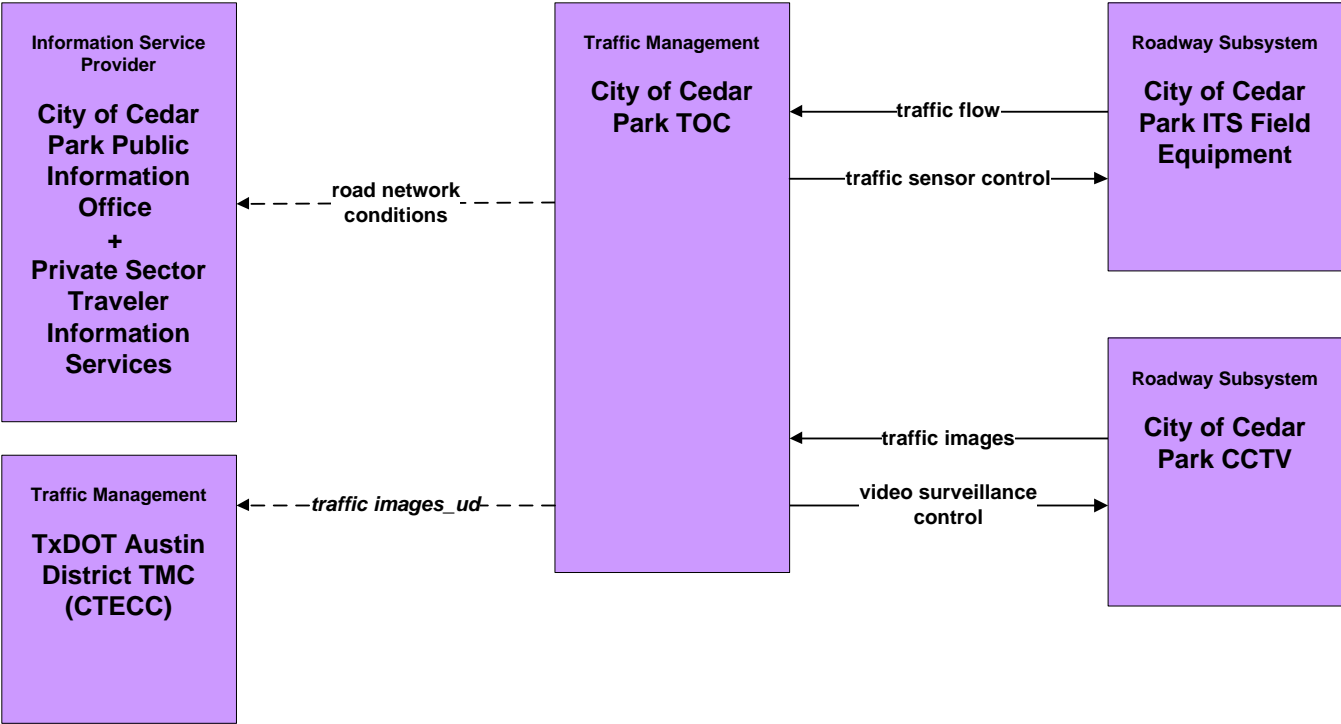 Information Service
Provider
City of Cedar
Park Public
Information
Office
+
Private Sector
Traveler
Information
Services
Traffic Management
TxDOT Austin
District TMC
(CTECC)
road network
conditions
traffic images_ud
Traffic Management
City of Cedar
Park TOC
traffic flow
traffic sensor control
traffic images
video surveillance
control
Roadway Subsystem
City of Cedar
Park ITS Field
Equipment
Roadway Subsystem
City of Cedar
Park CCTV